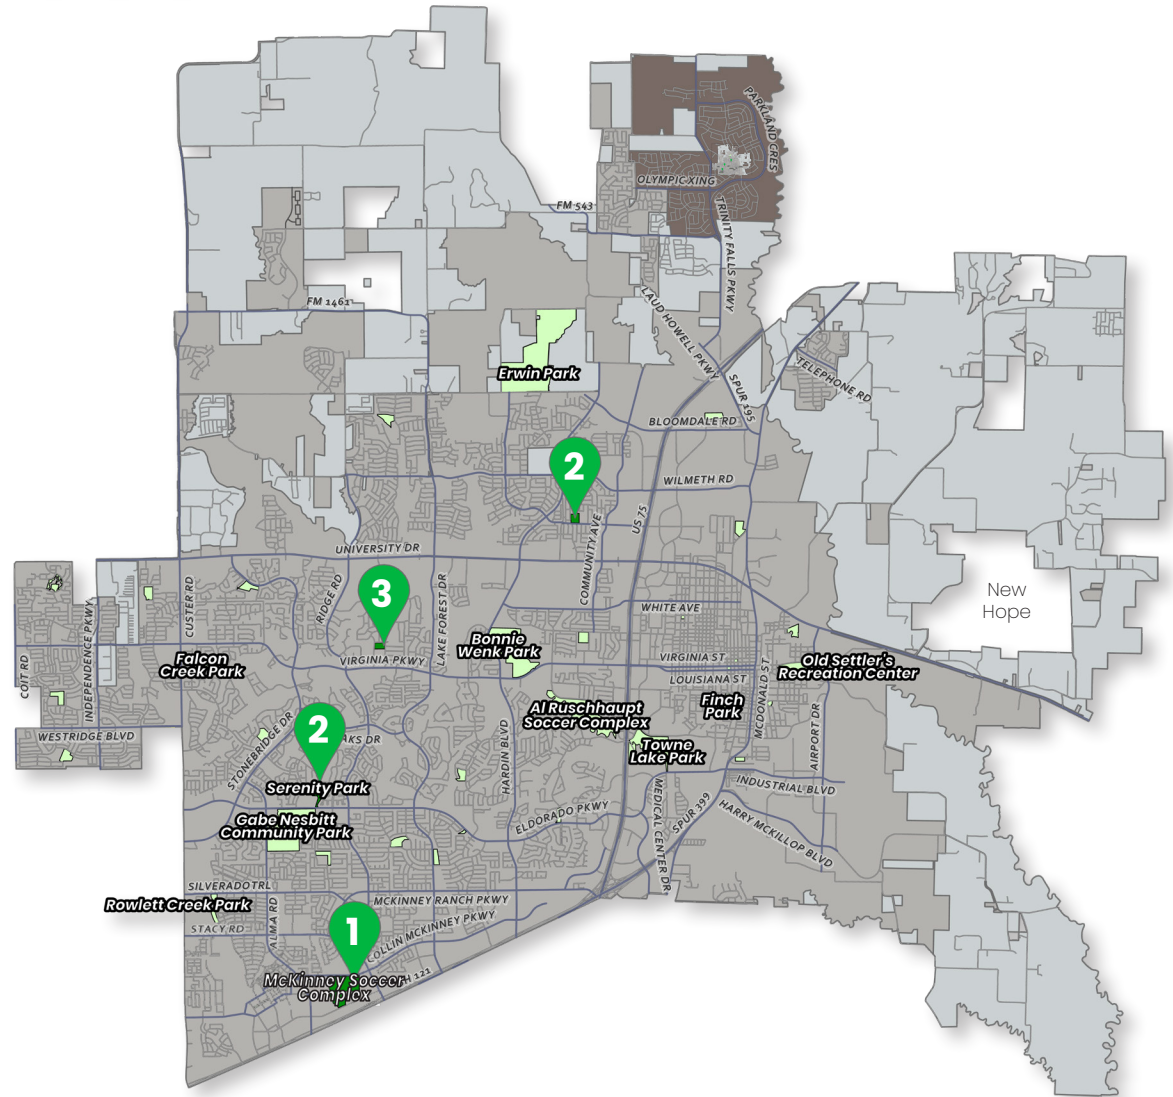 PARKLAND CRES
OLYMPIC XING
FM 543
TRINITY FALLS PKWY
FM 1461
LAUD HOWELL PKWY
SPUR 195
TELEPHONE RD
Erwin Park
BLOOMDALE RD
2
WILMETH RD
US 75
COMMUNITY AVE
UNIVERSITY DR
RIDGE RD
3
LAKE FOREST DR
CUSTER RD
INDEPENDENCE PKWY
COIT RD
WHITE AVE
New
Hope
Bonnie
Wenk Park
VIRGINIA PKWY
VIRGINIA ST
LOUISIANA ST
Falcon
Creek Park
Old Settler's
Recreation Center
Finch
Park
MCDONALD ST
AIRPORT DR
Al Ruschhaupt
Soccer Complex
Towne
Lake Park
WESTRIDGE BLVD
STONEBRIDGE DR
2
AKS DR
HARDIN BLVD
Serenity Park
Gabe Nesbitt
Community Park
ELDORADO PKWY
MEDICAL CENTER DR
SPUR 399
INDUSTRIAL BLVD
HARRY MCKILLOP BLVD
SILVERADO TRL
Rowlett Creek Park
STACY RD
ALMA RD
1
MCKINNEY RANCH PKWY
COLLIN MCKINNEY PKWY
McKinney Soccer
Complex
H 121